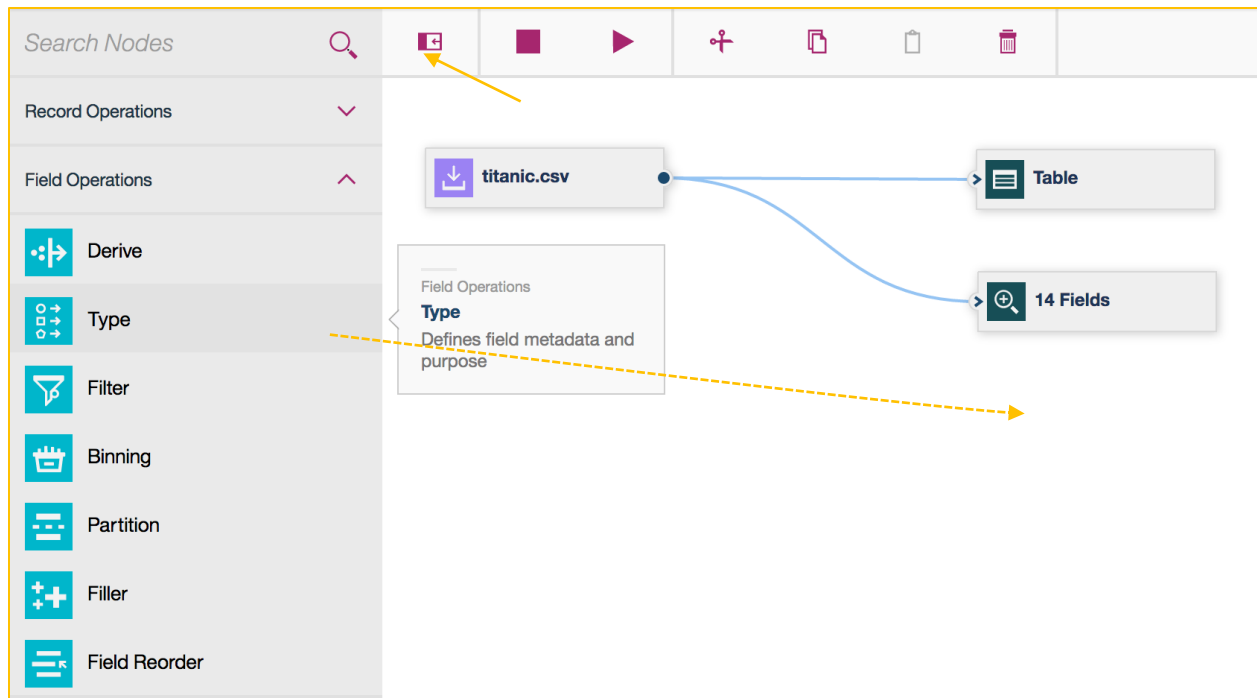 Search Nodes
Record Operations
Field Operations
Derive
Type
Filter
Binning
Partition
Filler
Field Reorder
titanic.csv
Table
14 Fields
Field Operations
Type
Defines field metadata and
purpose